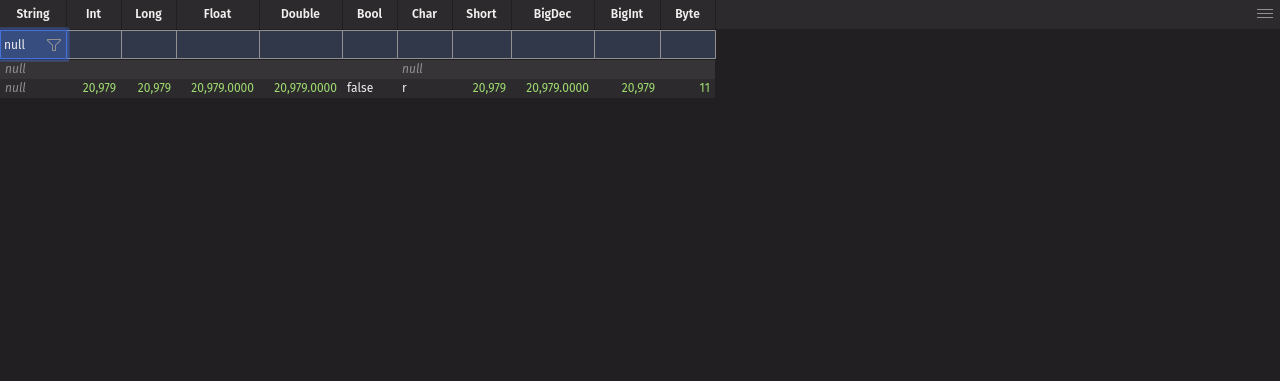 String Int Long Float Double Bool Char Short BigDec BigInt Byte
null
null null
null 20,979 20,979 20,979.0000 20,979.0000 false r 20,979 20,979.0000 20,979 11